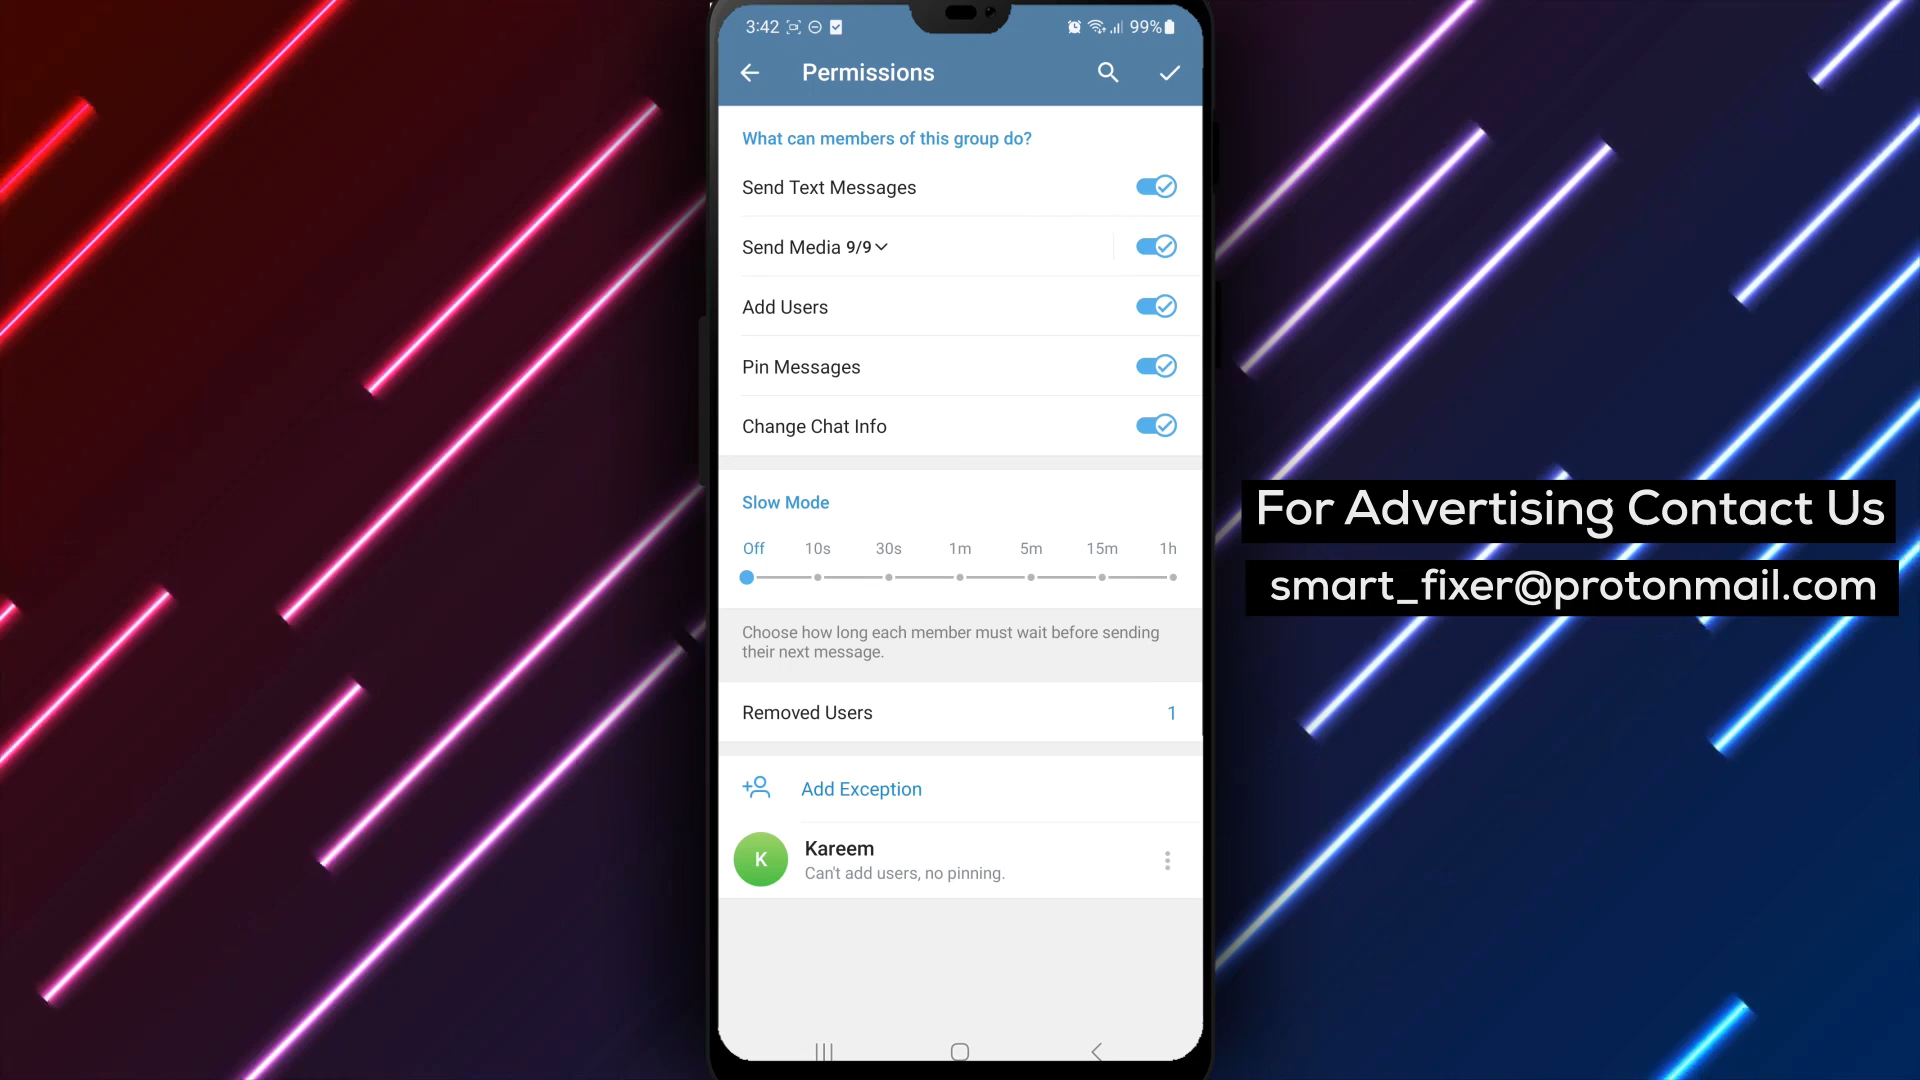 3:42
99%
Permissions
What can members of this group do?
Send Text Messages
Send Media 9/9
Add Users
Pin Messages
Change Chat Info
Slow Mode
Off 10s 30s 1m 5m 15m 1h
Choose how long each member must wait before sending
their next message.
Removed Users 1
Add Exception
K
Kareem
Can't add users, no pinning.
For Advertising Contact Us
smart_fixer@protonmail.com